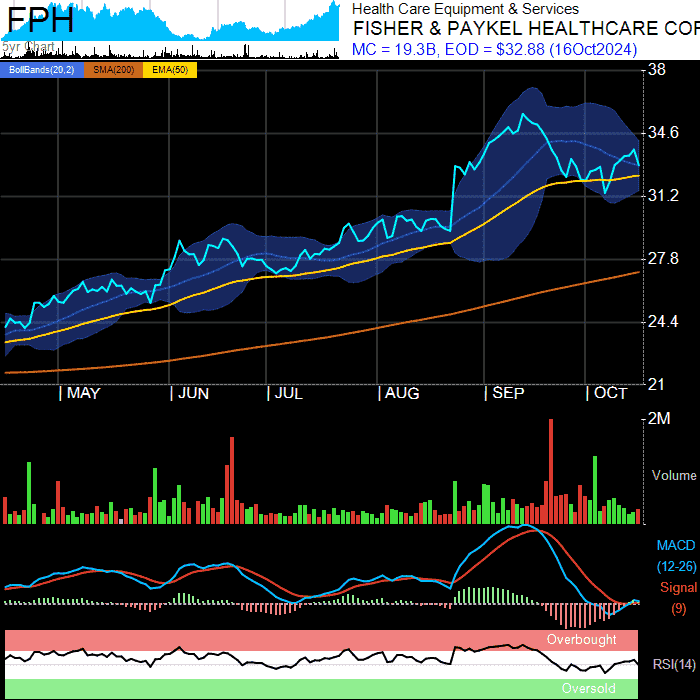 FPH
5yr Chart
Health Care Equipment & Services
FISHER & PAYKEL HEALTHCARE COR
MC = 19.3B, EOD = $32.88 (16Oct2024)
BollBands(20,2) SMA(200) EMA(50)
38
34.6
31.2
27.8
24.4
21
MAY JUN JUL AUG SEP OCT
2M
Volume
MACD
(12-26)
Signal
(9)
Overbought
RSI(14)
Oversold